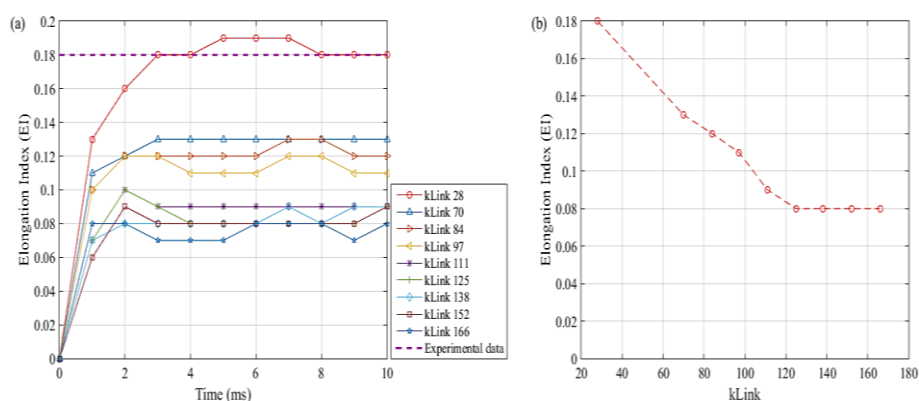 (a)
Elongation Index (EI)
0.2
0.18
0.16
0.14
0.12
0.1
0.08
0.06
0.04
0.02
0
0 2 4 6 8 10
Time (ms)
kLink 28
kLink 70
kLink 84
kLink 97
kLink 111
kLink 125
kLink 138
kLink 152
kLink 166
Experimental data
(b)
Elongation Index (EI)
0.18
0.16
0.14
0.12
0.1
0.08
0.06
0.04
0.02
0
20 40 60 80 100 120 140 160 180
kLink